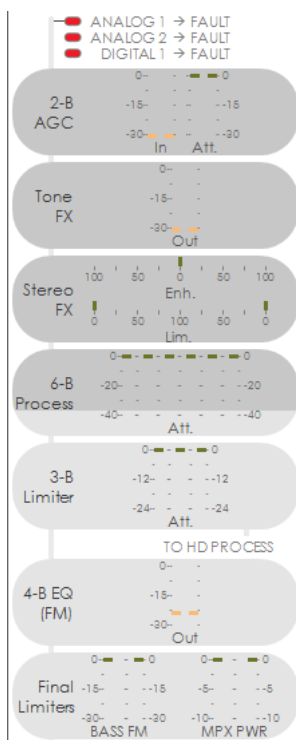 ANALOG 1 → FAULT
ANALOG 2 → FAULT
DIGITAL 1 → FAULT
2-B
AGC
0-- -0
-15- --15
-30- --30
In Att.
Tone
FX
0--
-15-
-30-
Out
Stereo
FX
100 50 0 50 100
Enh.
0 50 100 50 0
Lim.
6-B
Process
0- -0
-20- -20
-40- -40
Att.
3-B
Limiter
0- -0
-12- -12
-24- -24
Att.
TO HD PROCESS
4-B EQ
(FM)
0--
-15-
-30-
Out
Final
Limiters
0- -0 0- -0
-15- --15 -5- --5
-30- --30 -10- --10
BASS FM MPX PWR